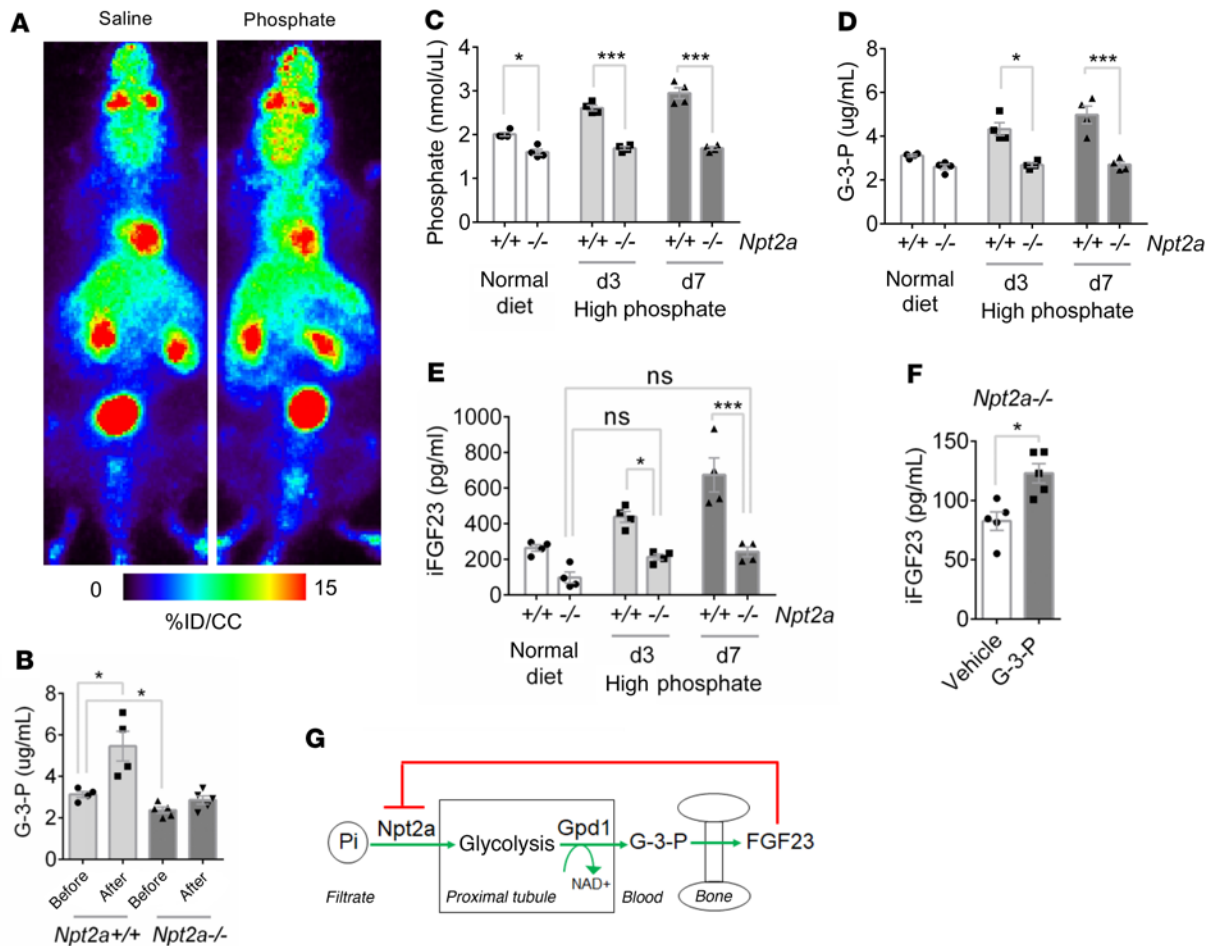 A
Saline
Phosphate
0
15
%ID/CC
B
G-3-P (ug/mL)
8
6
4
2
0
*
*
Before
After
Before
After
Npt2a+/+
Npt2a-/-
C
Phosphate (nmol/uL)
4
3
2
1
0
*
***
***
+/+ -/-
+/+ -/-
+/+ -/-
Npt2a
Normal
diet
d3
d7
High phosphate
D
G-3-P (ug/mL)
8
6
4
2
0
*
***
+/+ -/-
+/+ -/-
+/+ -/-
Npt2a
Normal
diet
d3
d7
High phosphate
E
iFGF23 (pg/ml)
1000
800
600
400
200
0
ns
ns
*
***
+/+ -/-
+/+ -/-
+/+ -/-
Npt2a
Normal
diet
d3
d7
High phosphate
F
Npt2a-/-
iFGF23 (pg/mL)
150
100
50
0
*
Vehicle
G-3-P
G
Pi
Npt2a
Glycolysis
Gpd1
G-3-P
FGF23
NAD+
Filtrate
Proximal tubule
Blood
Bone